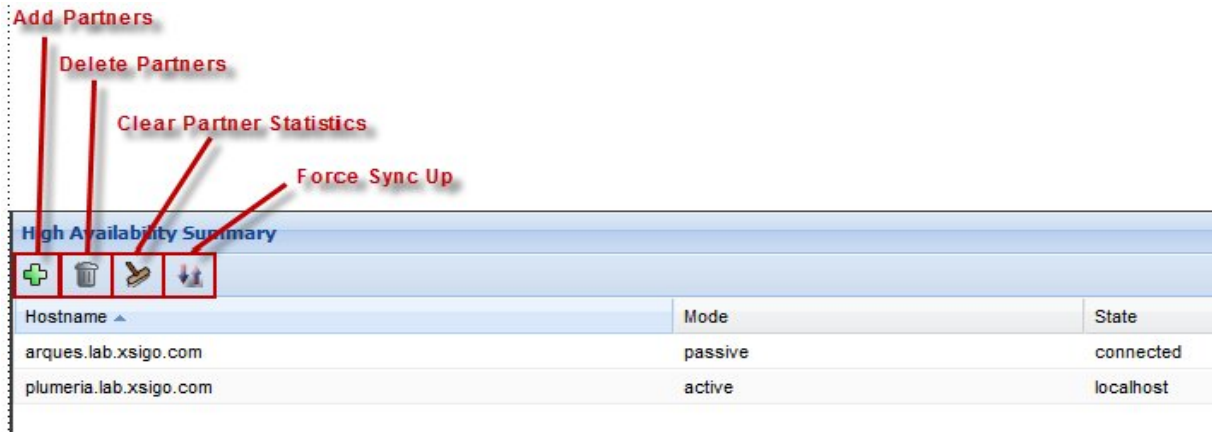 Add Partners
Delete Partners
Clear Partner Statistics
Force Sync Up
High Availability Summary
Hostname Mode State
arques.lab.xsigo.com passive connected
plumeria.lab.xsigo.com active localhost